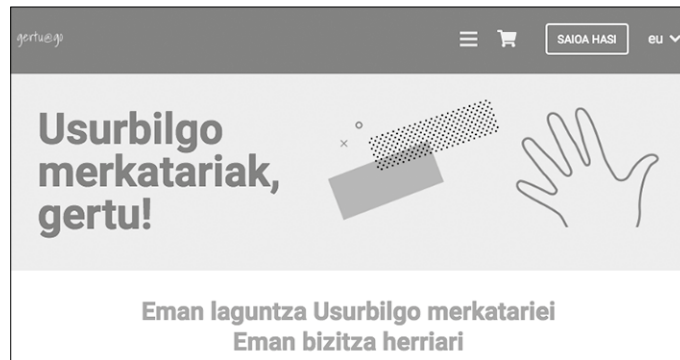 gertu@go
SAIOA HASI
eu
Usurbilgo
merkatariak,
gertu!
Eman laguntza Usurbilgo merkatariei
Eman bizitza herriari